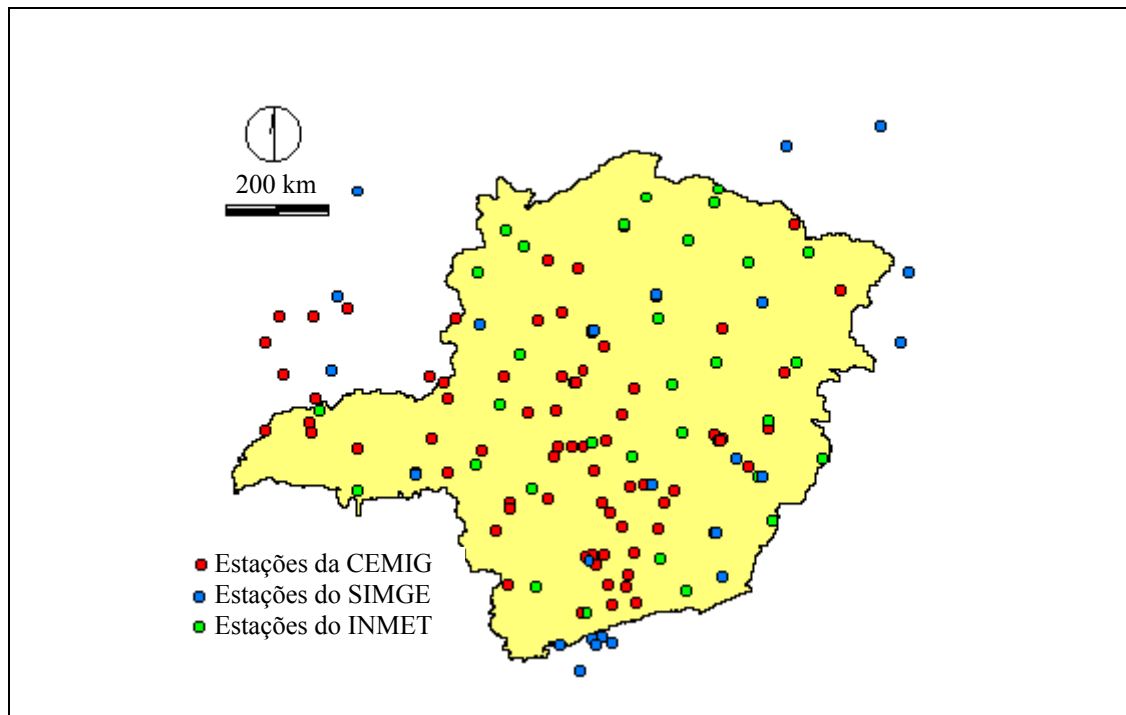 200 km
Estações da CEMIG
Estações do SIMGE
Estações do INMET